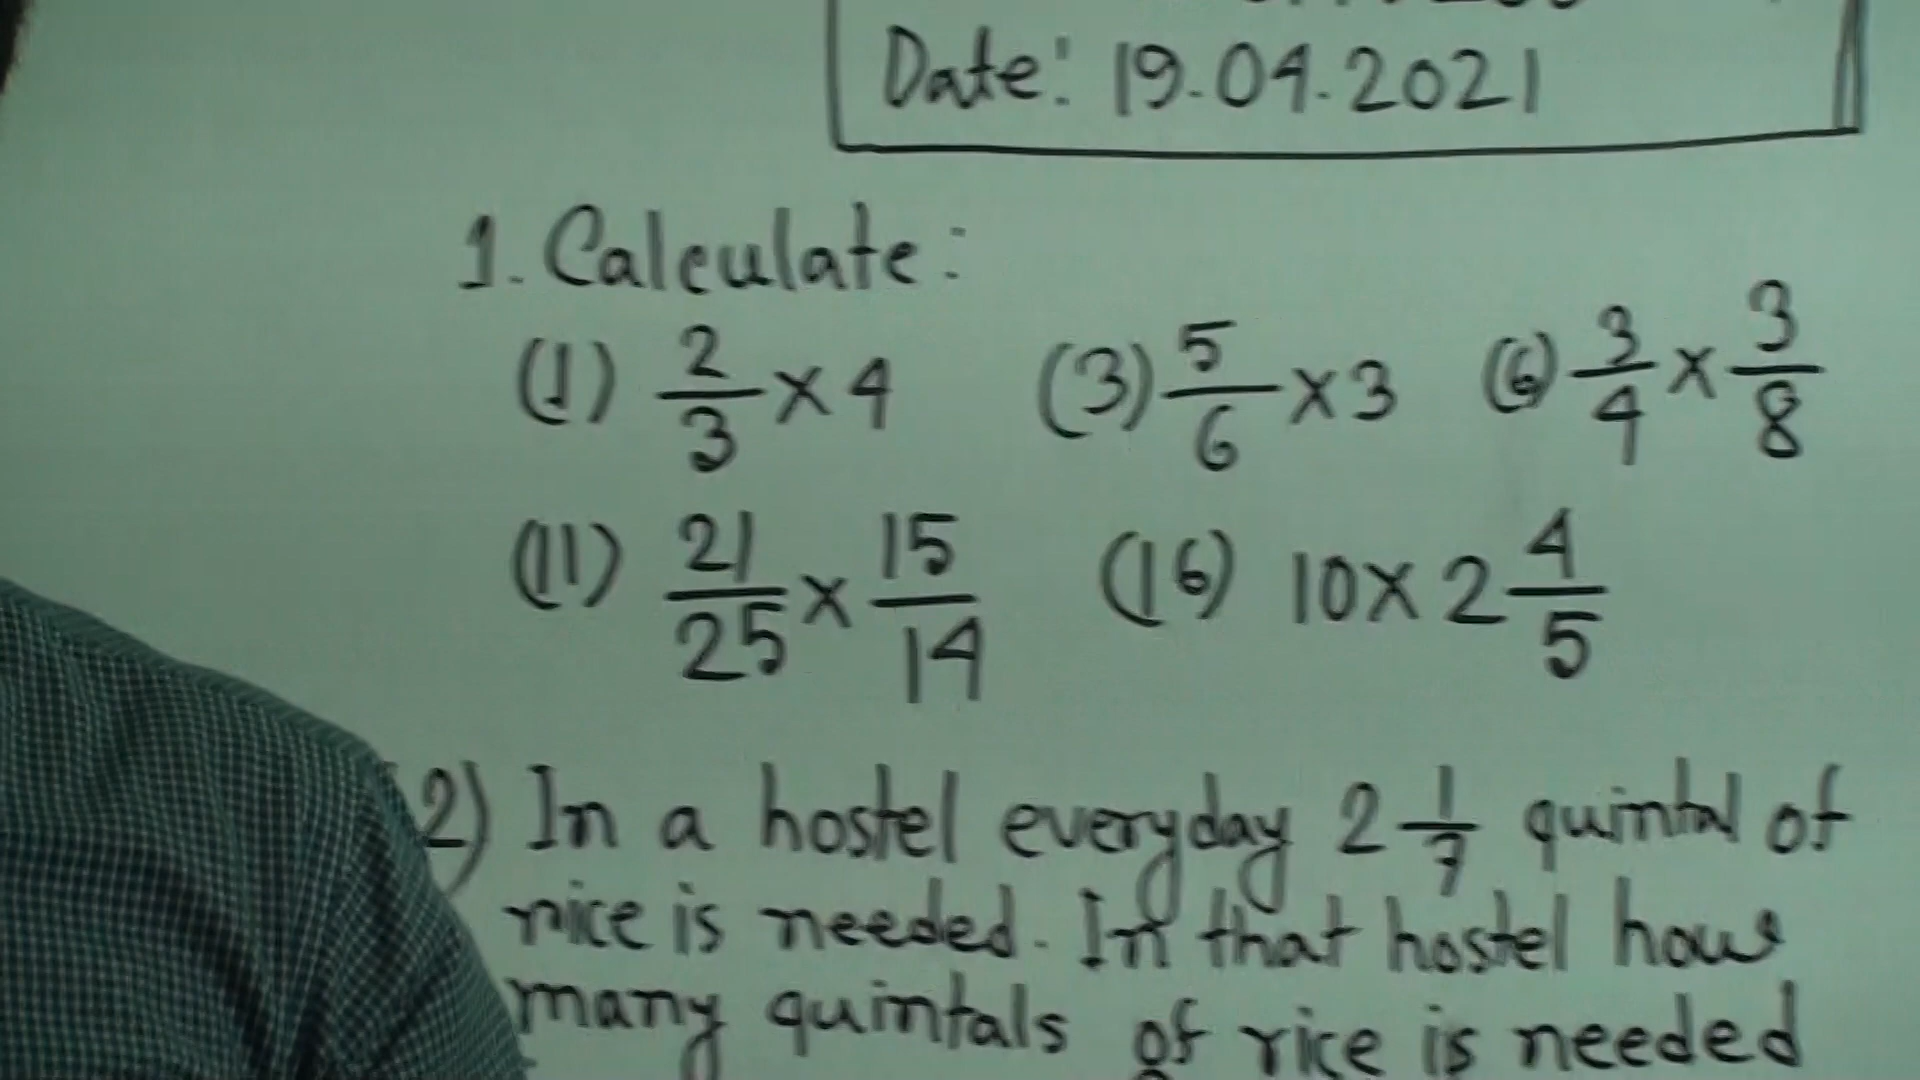 Date: 19.04.2021
1. Calculate:
(1) 2/3 × 4 (3) 5/6 × 3 (6) 3/4 × 3/8
(11) 21/25 × 15/14 (16) 10 × 2 4/5
2) In a hostel everyday 2 1/7 quintal of
rice is needed. In that hostel how
many quintals of rice is needed